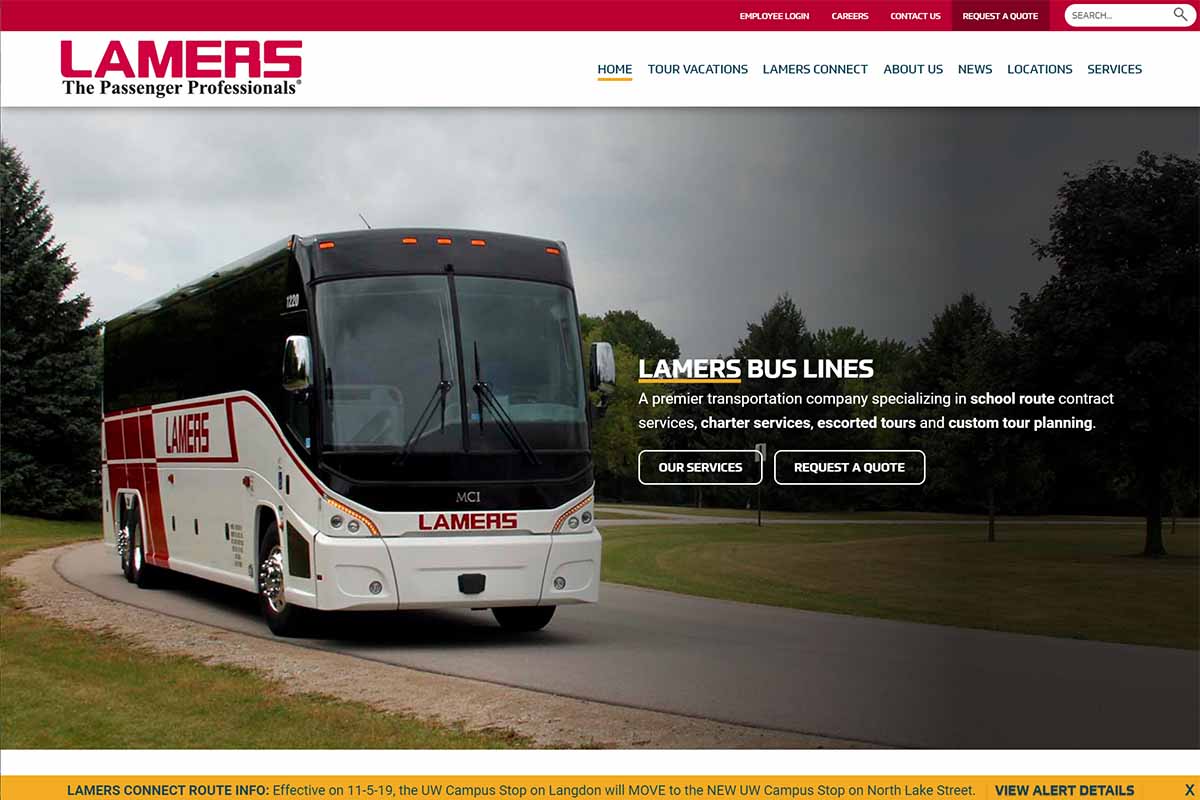 EMPLOYEE LOGIN CAREERS CONTACT US REQUEST A QUOTE SEARCH...
LAMERS
The Passenger Professionals®
HOME TOUR VACATIONS LAMERS CONNECT ABOUT US NEWS LOCATIONS SERVICES
1220
LAMERS
MCI
LAMERS
LAMERS BUS LINES
A premier transportation company specializing in school route contract
services, charter services, escorted tours and custom tour planning.
OUR SERVICES REQUEST A QUOTE
LAMERS CONNECT ROUTE INFO: Effective on 11-5-19, the UW Campus Stop on Langdon will MOVE to the NEW UW Campus Stop on North Lake Street. VIEW ALERT DETAILS X